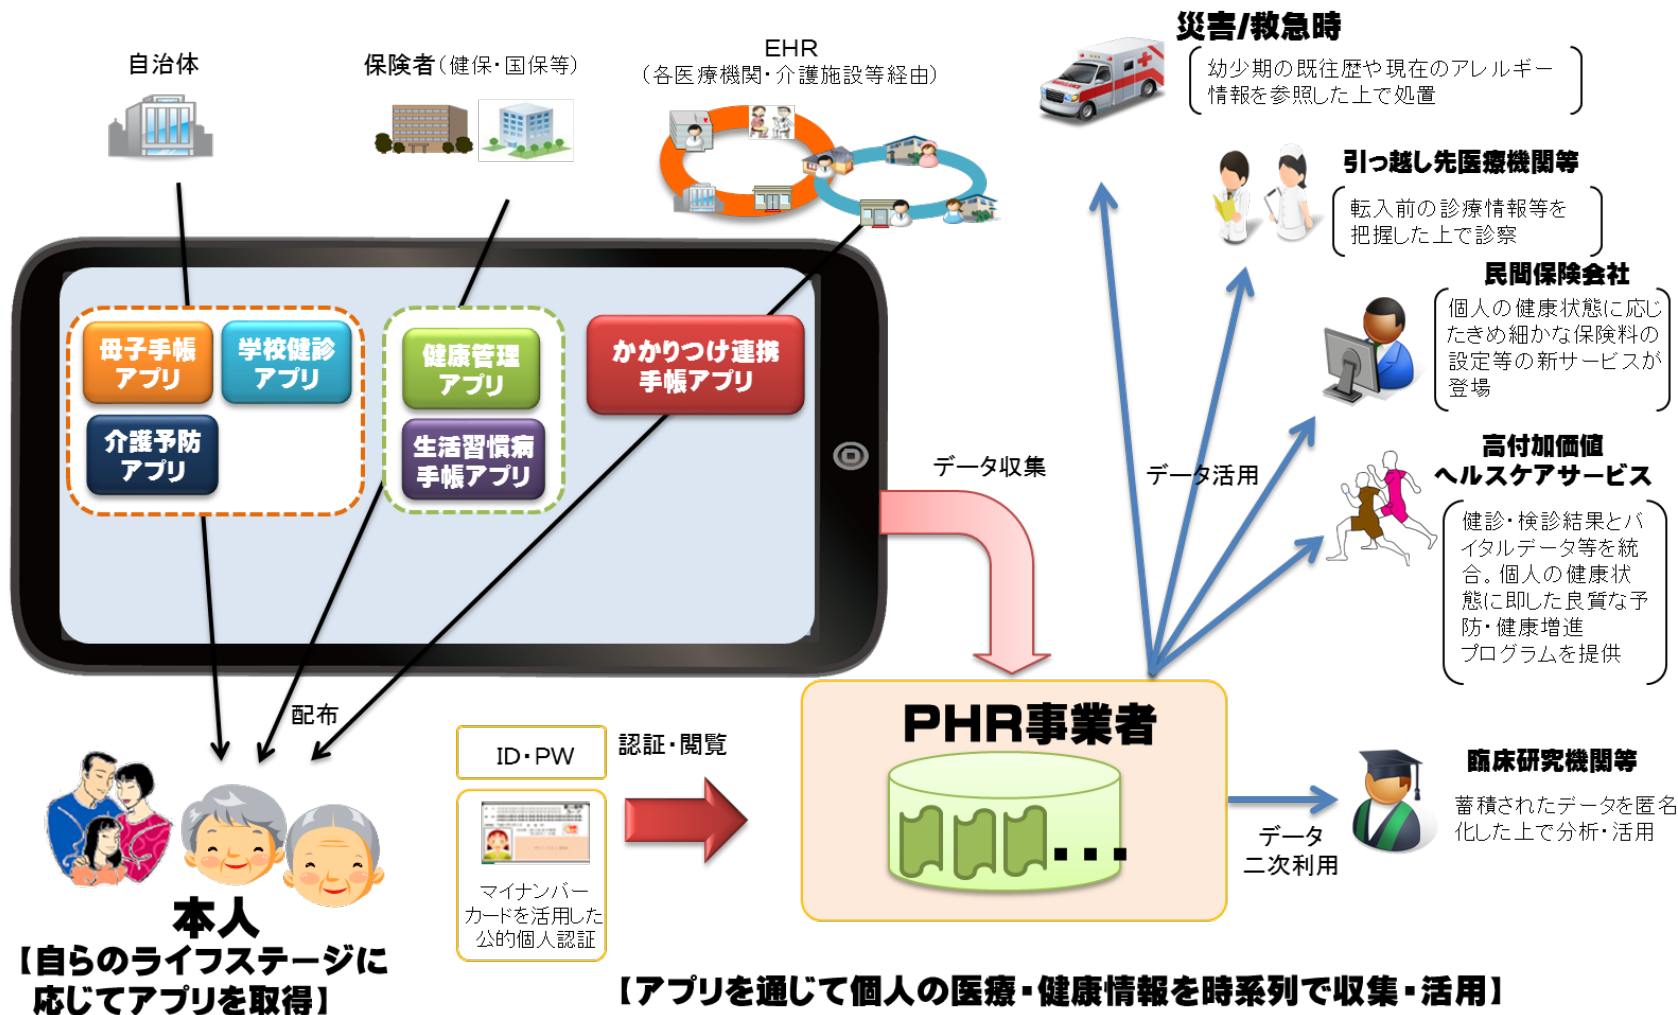 自治体
保険者（健保・国保等）
EHR
（各医療機関・介護施設等経由）
災害/救急時
幼少期の既往歴や現在のアレルギー
情報を参照した上で処置
引っ越し先医療機関等
転入前の診療情報等を
把握した上で診察
民間保険会社
個人の健康状態に応じ
たきめ細かな保険料の
設定等の新サービスが
登場
高付加価値
ヘルスケアサービス
健診・検診結果とバ
イタルデータ等を統
合。個人の健康状
態に即した良質な予
防・健康増進
プログラムを提供
母子手帳
アプリ
学校健診
アプリ
介護予防
アプリ
健康管理
アプリ
生活習慣病
手帳アプリ
かかりつけ連携
手帳アプリ
データ収集
データ活用
配布
本人
【自らのライフステージに
応じてアプリを取得】
ID・PW
マイナンバー
カードを活用した
公的個人認証
認証・閲覧
PHR事業者
データ
二次利用
臨床研究機関等
蓄積されたデータを匿名
化した上で分析・活用
【アプリを通じて個人の医療・健康情報を時系列で収集・活用】